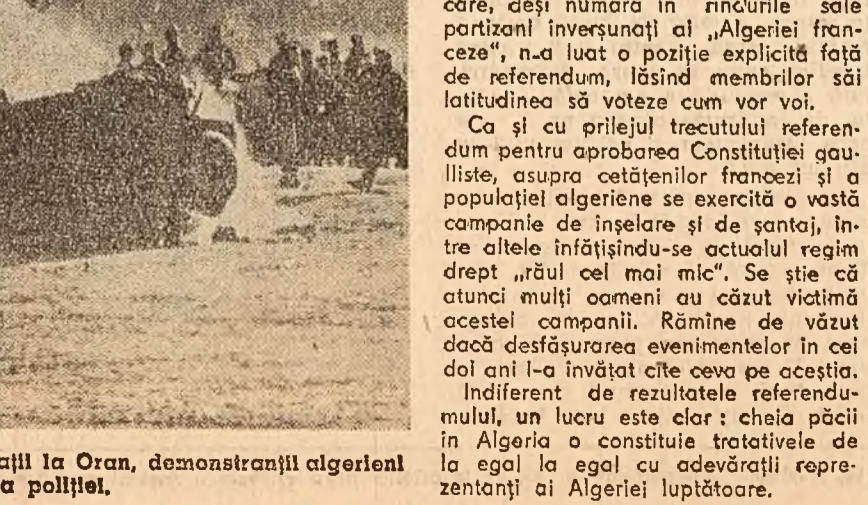 care, deși numără în rîndurile sale
partizani înverșunați ai „Algeriei fran-
ceze“, n-a luat o poziție explicită față
de referendum, lăsînd membrilor săi
latitudinea să voteze cum vor voi.
Ca și cu prilejul trecutului referen-
dum pentru aprobarea Constituției gau-
lliste, asupra cetățenilor francezi și a
populației algeriene se exercită o vastă
campanie de înșelare și de șantaj, în-
tre altele înfățișîndu-se actualul regim
drept „răul cel mai mic“. Se știe că
atunci mulți oameni au căzut victimă
acestei campanii. Rămîne de văzut
dacă desfășurarea evenimentelor în cei
doi ani i-a învățat cîte ceva pe aceștia.
Indiferent de rezultatele referendu-
mului, un lucru este clar : cheia păcii
în Algeria o constituie tratativele de
la egal la egal cu adevărații repre-
zentanți ai Algeriei luptătoare.
ații la Oran, demonstranții algerieni
a poliției.